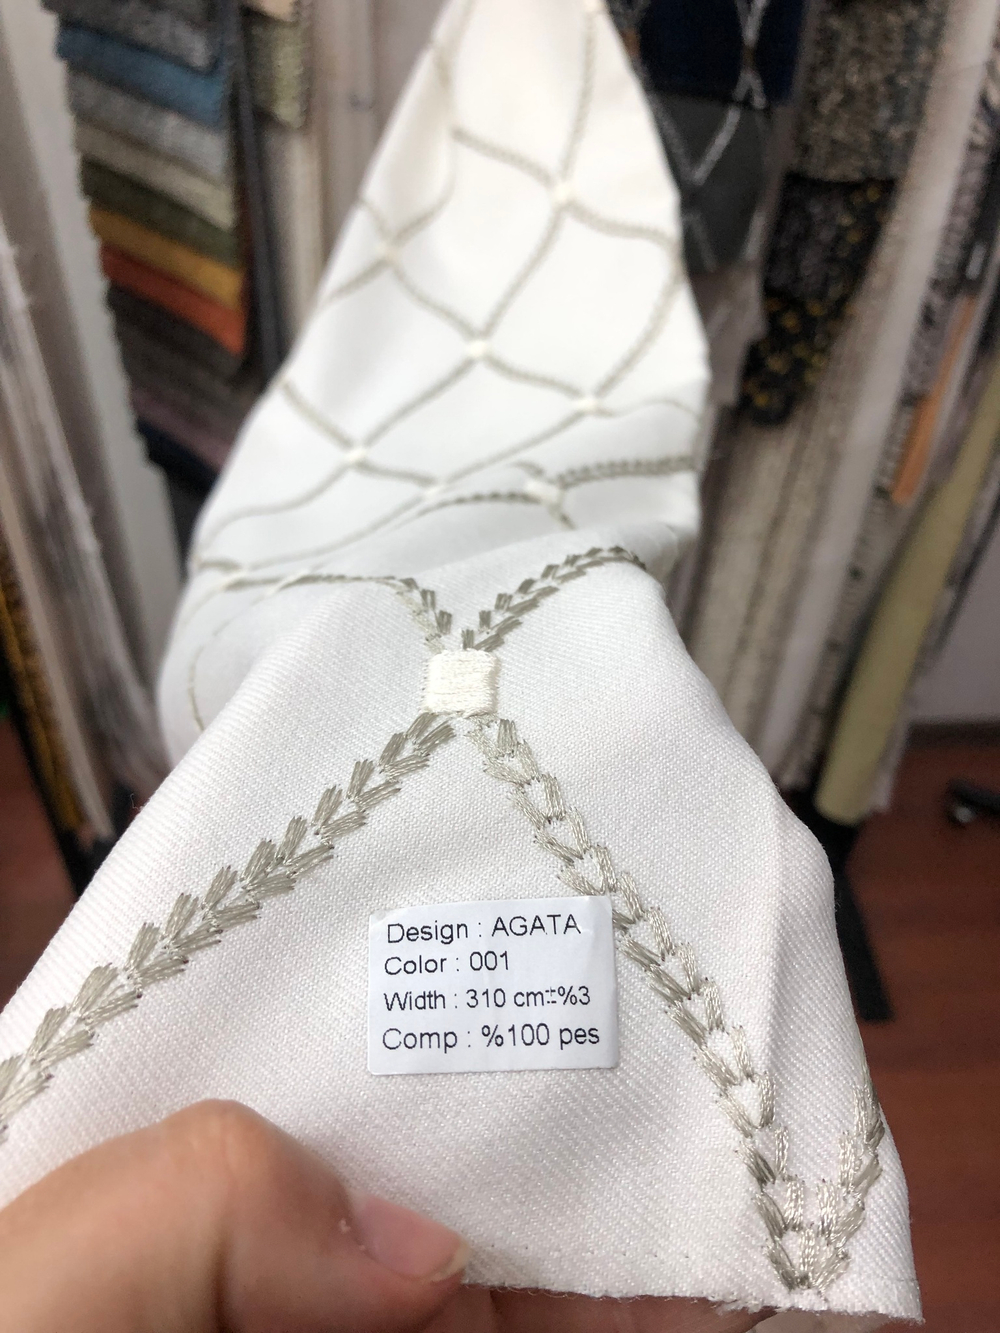 Design : AGATA
Color : 001
Width : 310 cm±%3
Comp : %100 pes